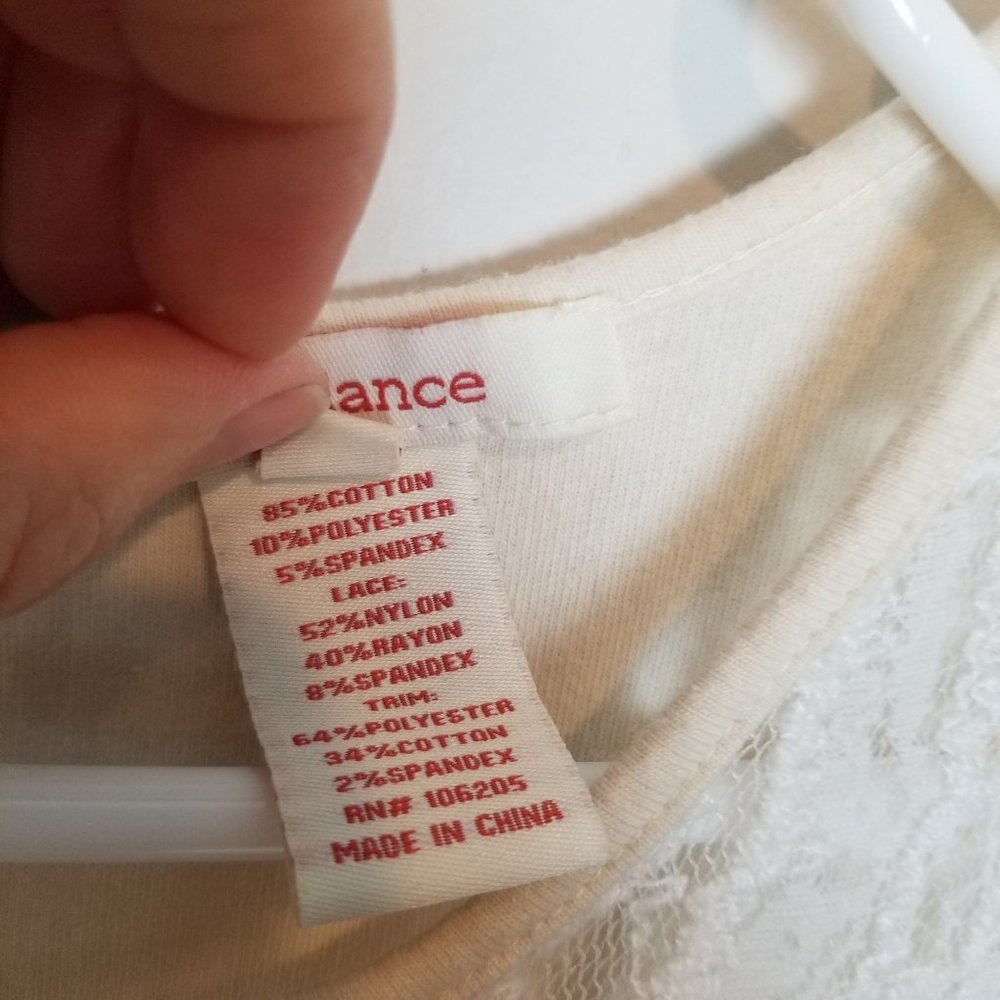 ance
85%COTTON
10%POLYESTER
5%SPANDEX
LACE:
52%NYLON
40%RAYON
8%SPANDEX
TRIM:
64%POLYESTER
34%COTTON
2%SPANDEX
RN# 106205
MADE IN CHINA